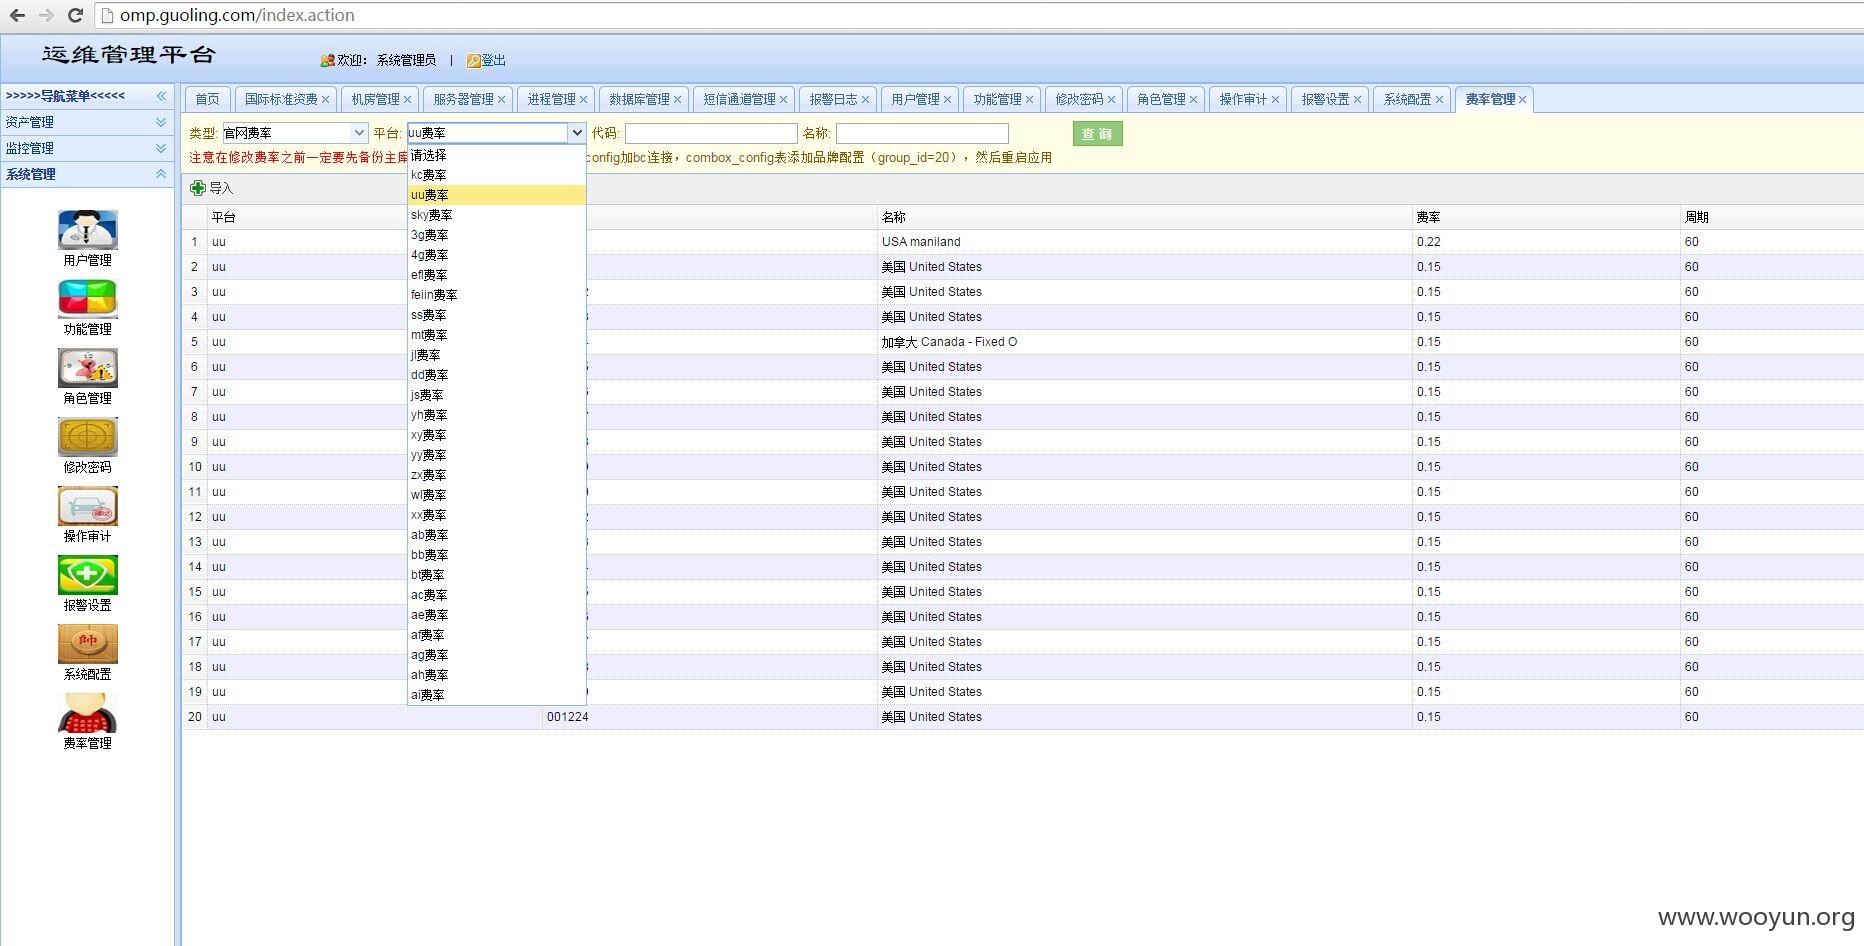 omp.guoling.com/index.action
运维管理平台
欢迎: 系统管理员 | 登出
>>>>>导航菜单<<<<<
资产管理
监控管理
系统管理
用户管理
功能管理
角色管理
修改密码
操作审计
报警设置
系统配置
费率管理
首页 国际标准资费 机房管理 服务器管理 进程管理 数据库管理 短信通道管理 报警日志 用户管理 功能管理 修改密码 角色管理 操作审计 报警设置 系统配置 费率管理
类型: 官网费率 平台: uu费率 代码: 名称: 查 询
注意在修改费率之前一定要先备份主库 config加bc连接，combox_config表添加品牌配置（group_id=20），然后重启应用
导入
请选择
kc费率
uu费率
sky费率
3g费率
4g费率
efl费率
feiin费率
ss费率
mt费率
jl费率
dd费率
js费率
yh费率
xy费率
yy费率
zx费率
wl费率
xx费率
ab费率
bb费率
bt费率
ac费率
ae费率
af费率
ag费率
ah费率
ai费率
平台 名称 费率 周期
1 uu USA maniland 0.22 60
2 uu 美国 United States 0.15 60
3 uu 美国 United States 0.15 60
4 uu 美国 United States 0.15 60
5 uu 加拿大 Canada - Fixed O 0.15 60
6 uu 美国 United States 0.15 60
7 uu 美国 United States 0.15 60
8 uu 美国 United States 0.15 60
9 uu 美国 United States 0.15 60
10 uu 美国 United States 0.15 60
11 uu 美国 United States 0.15 60
12 uu 美国 United States 0.15 60
13 uu 美国 United States 0.15 60
14 uu 美国 United States 0.15 60
15 uu 美国 United States 0.15 60
16 uu 美国 United States 0.15 60
17 uu 美国 United States 0.15 60
18 uu 美国 United States 0.15 60
19 uu 美国 United States 0.15 60
20 uu 001224 美国 United States 0.15 60
www.wooyun.org